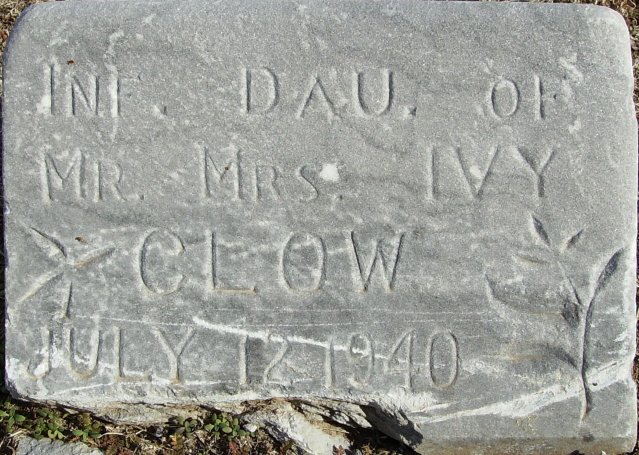 INF. DAU. OF
MR. MRS. IVY
CLOW
JULY 12 1940